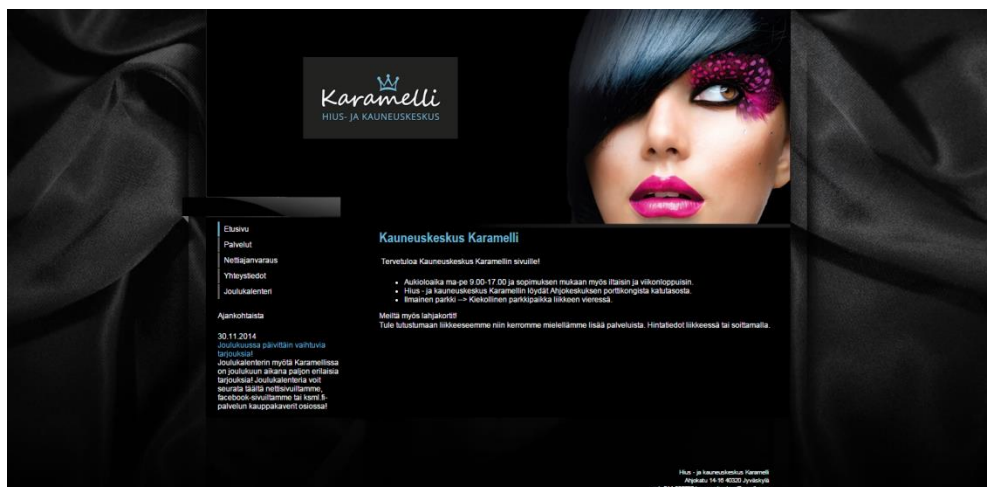 Karamelli
HIUS- JA KAUNEUSKESKUS
Etusivu
Palvelut
Nettiajanvaraus
Yhteystiedot
Joulukalenteri
Ajankohtaista
30.11.2014
Joulukuussa päivittäin vaihtuvia
tarjouksia!
Joulukalenterin myötä Karamellissa
on joulukuun aikana paljon erilaisia
tarjouksia! Joulukalenteria voit
seurata täältä nettisivuiltamme,
facebook-sivuiltamme tai ksml.fi-
palvelun kauppakaverit osiossa!
Kauneuskeskus Karamelli
Tervetuloa Kauneuskeskus Karamellin sivuille!
Aukioloaika ma-pe 9.00-17.00 ja sopimuksen mukaan myös iltaisin ja viikonloppuisin.
Hius - ja kauneuskeskus Karamellin löydät Ahjokeskuksen porttikongista katutasosta.
Ilmainen parkki --> Kiekollinen parkkipaikka liikkeen vieressä.
Meiltä myös lahjakortit!
Tule tutustumaan liikkeeseemme niin kerromme mielellämme lisää palveluista. Hintatiedot liikkeessä tai soittamalla.
Hius - ja kauneuskeskus Karamelli
Ahjokatu 14-16 40320 Jyväskylä